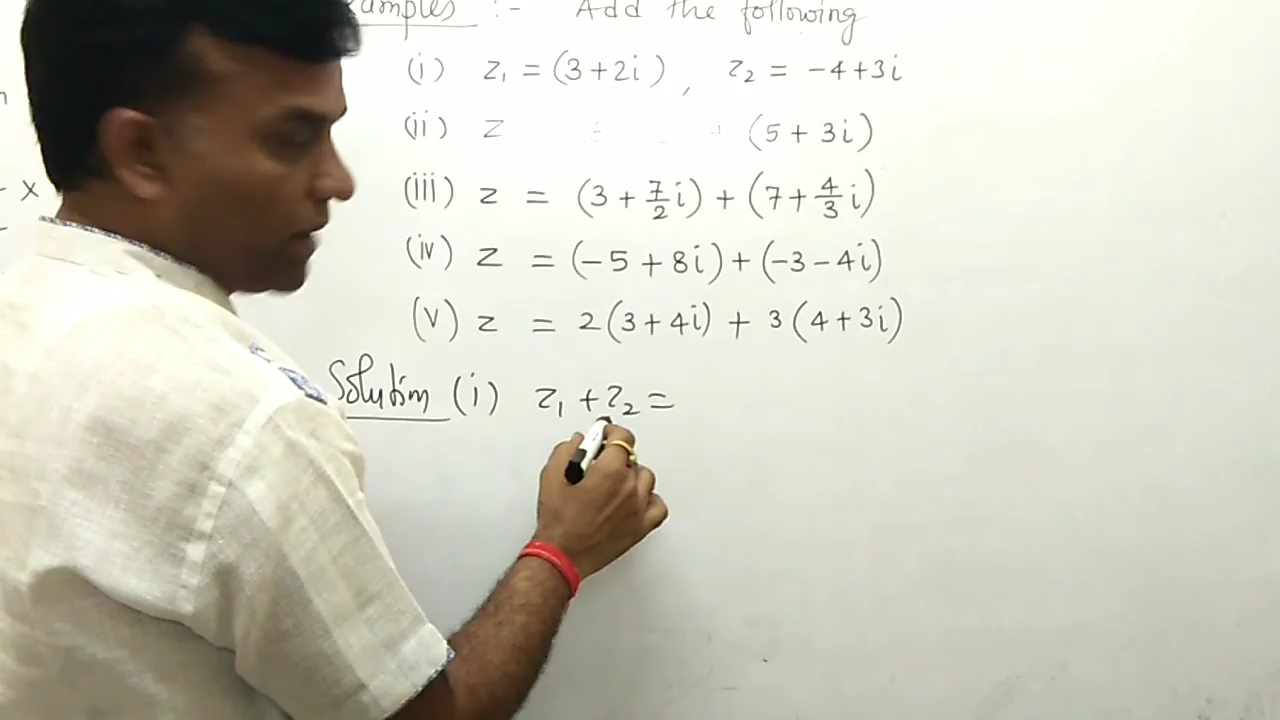 :- Add the following
(i) z₁ = (3+2i), z₂ = -4+3i
(ii) z (5 + 3i)
(iii) z = (3 + 7/2 i) + (7 + 4/3 i)
(iv) z = (-5 + 8i) + (-3 - 4i)
(v) z = 2(3+4i) + 3(4+3i)
Solution (i) z₁ + z₂ =
x